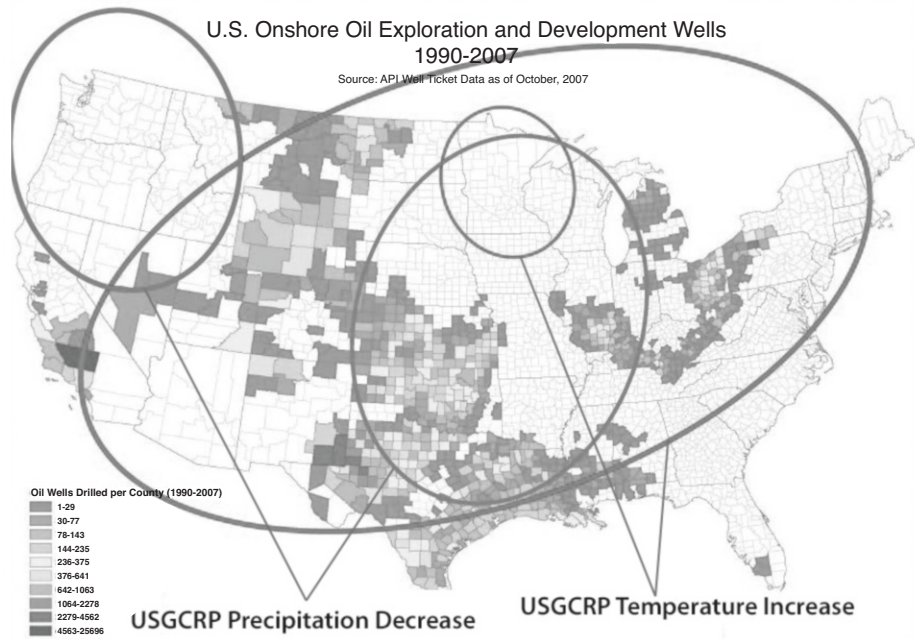 U.S. Onshore Oil Exploration and Development Wells
1990-2007
Source: API Well Ticket Data as of October, 2007
Oil Wells Drilled per County (1990-2007)
1-29
30-77
78-143
144-235
236-375
376-641
642-1063
1064-2278
2279-4562
4563-25696
USGCRP Precipitation Decrease
USGCRP Temperature Increase